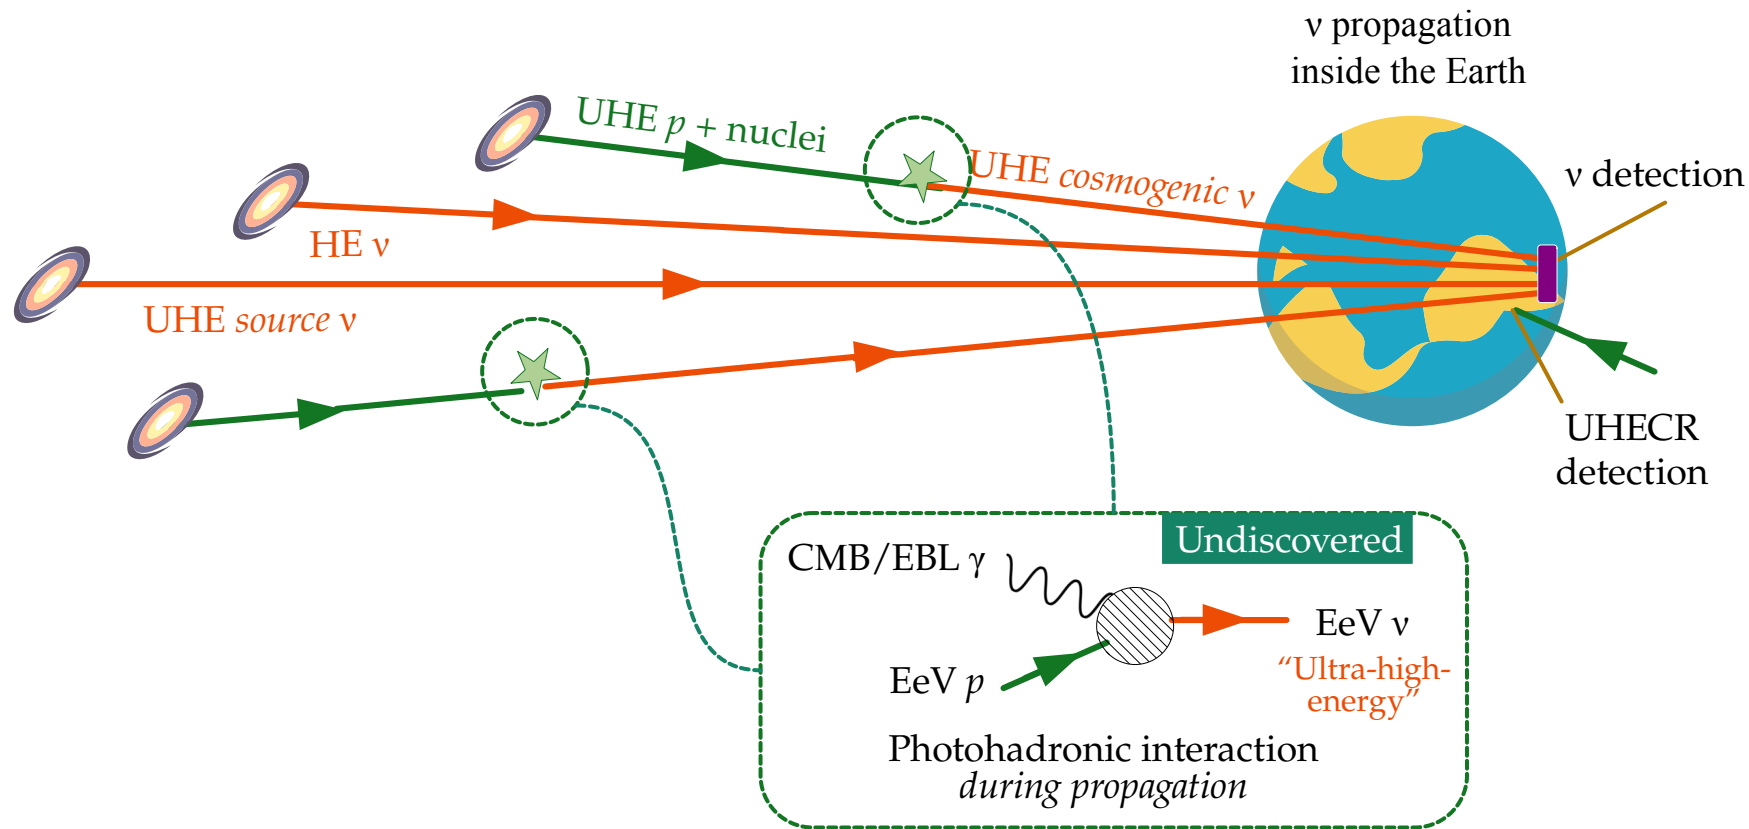 ν propagation
inside the Earth
UHE p + nuclei
UHE cosmogenic ν
ν detection
HE ν
UHE source ν
UHECR
detection
Undiscovered
CMB/EBL γ
EeV ν
EeV p
“Ultra-high-
energy”
Photohadronic interaction
during propagation